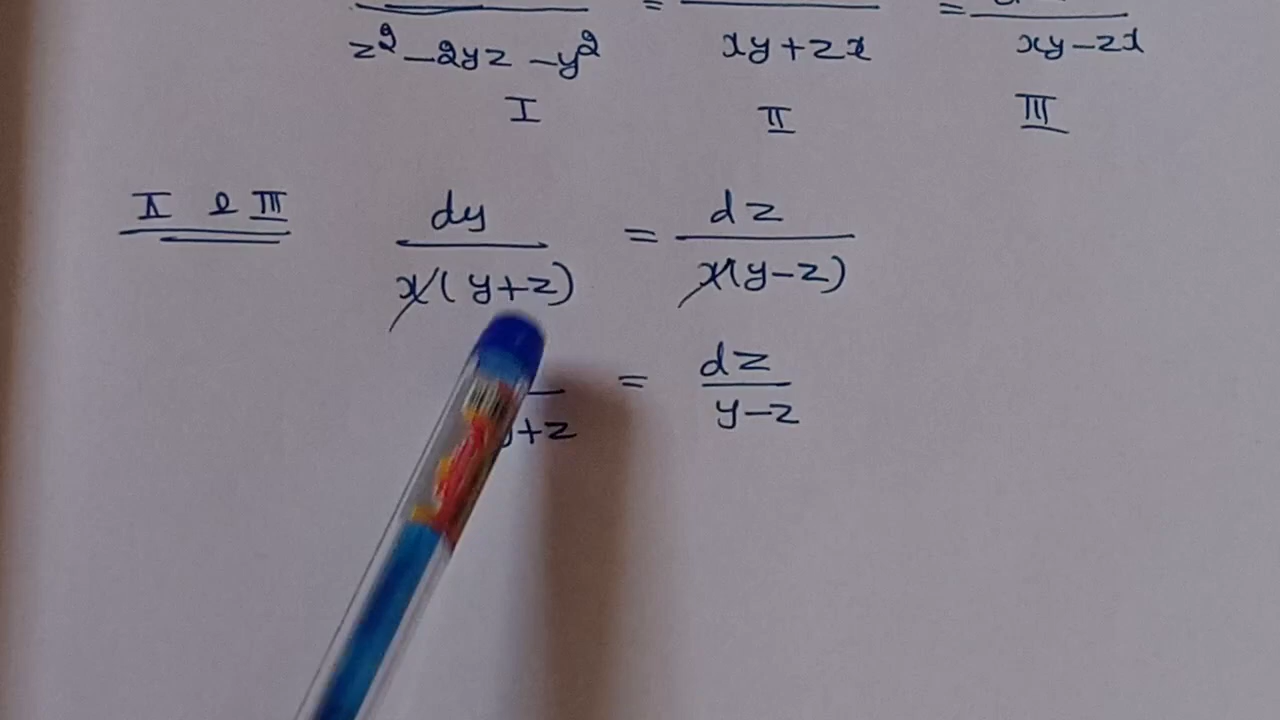 = =
z² – 2yz – y² xy + zx xy – zx
I II III
II & III dy = dz
x(y+z) x(y–z)
= dz
y+z y–z